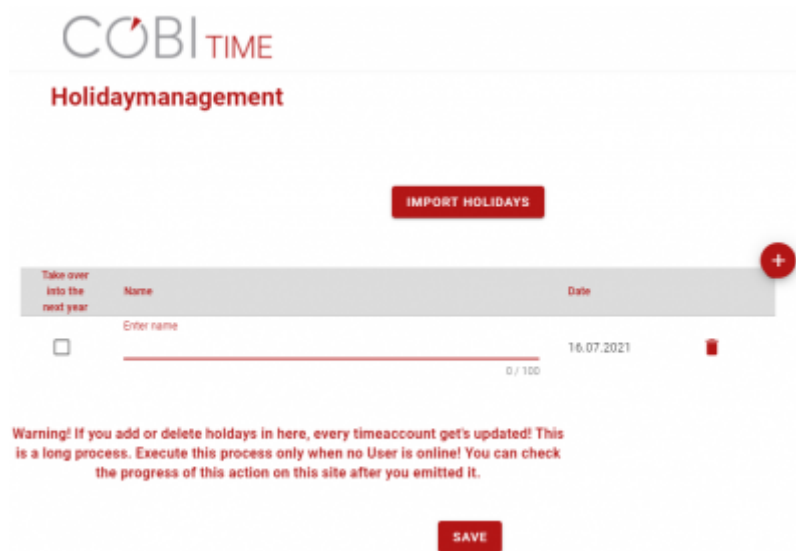 COBI TIME
Holidaymanagement
IMPORT HOLIDAYS
+
Take over
into the
next year
Name
Date
Enter name
16.07.2021
0 / 100
Warning! If you add or delete holdays in here, every timeaccount get's updated! This
is a long process. Execute this process only when no User is online! You can check
the progress of this action on this site after you emitted it.
SAVE